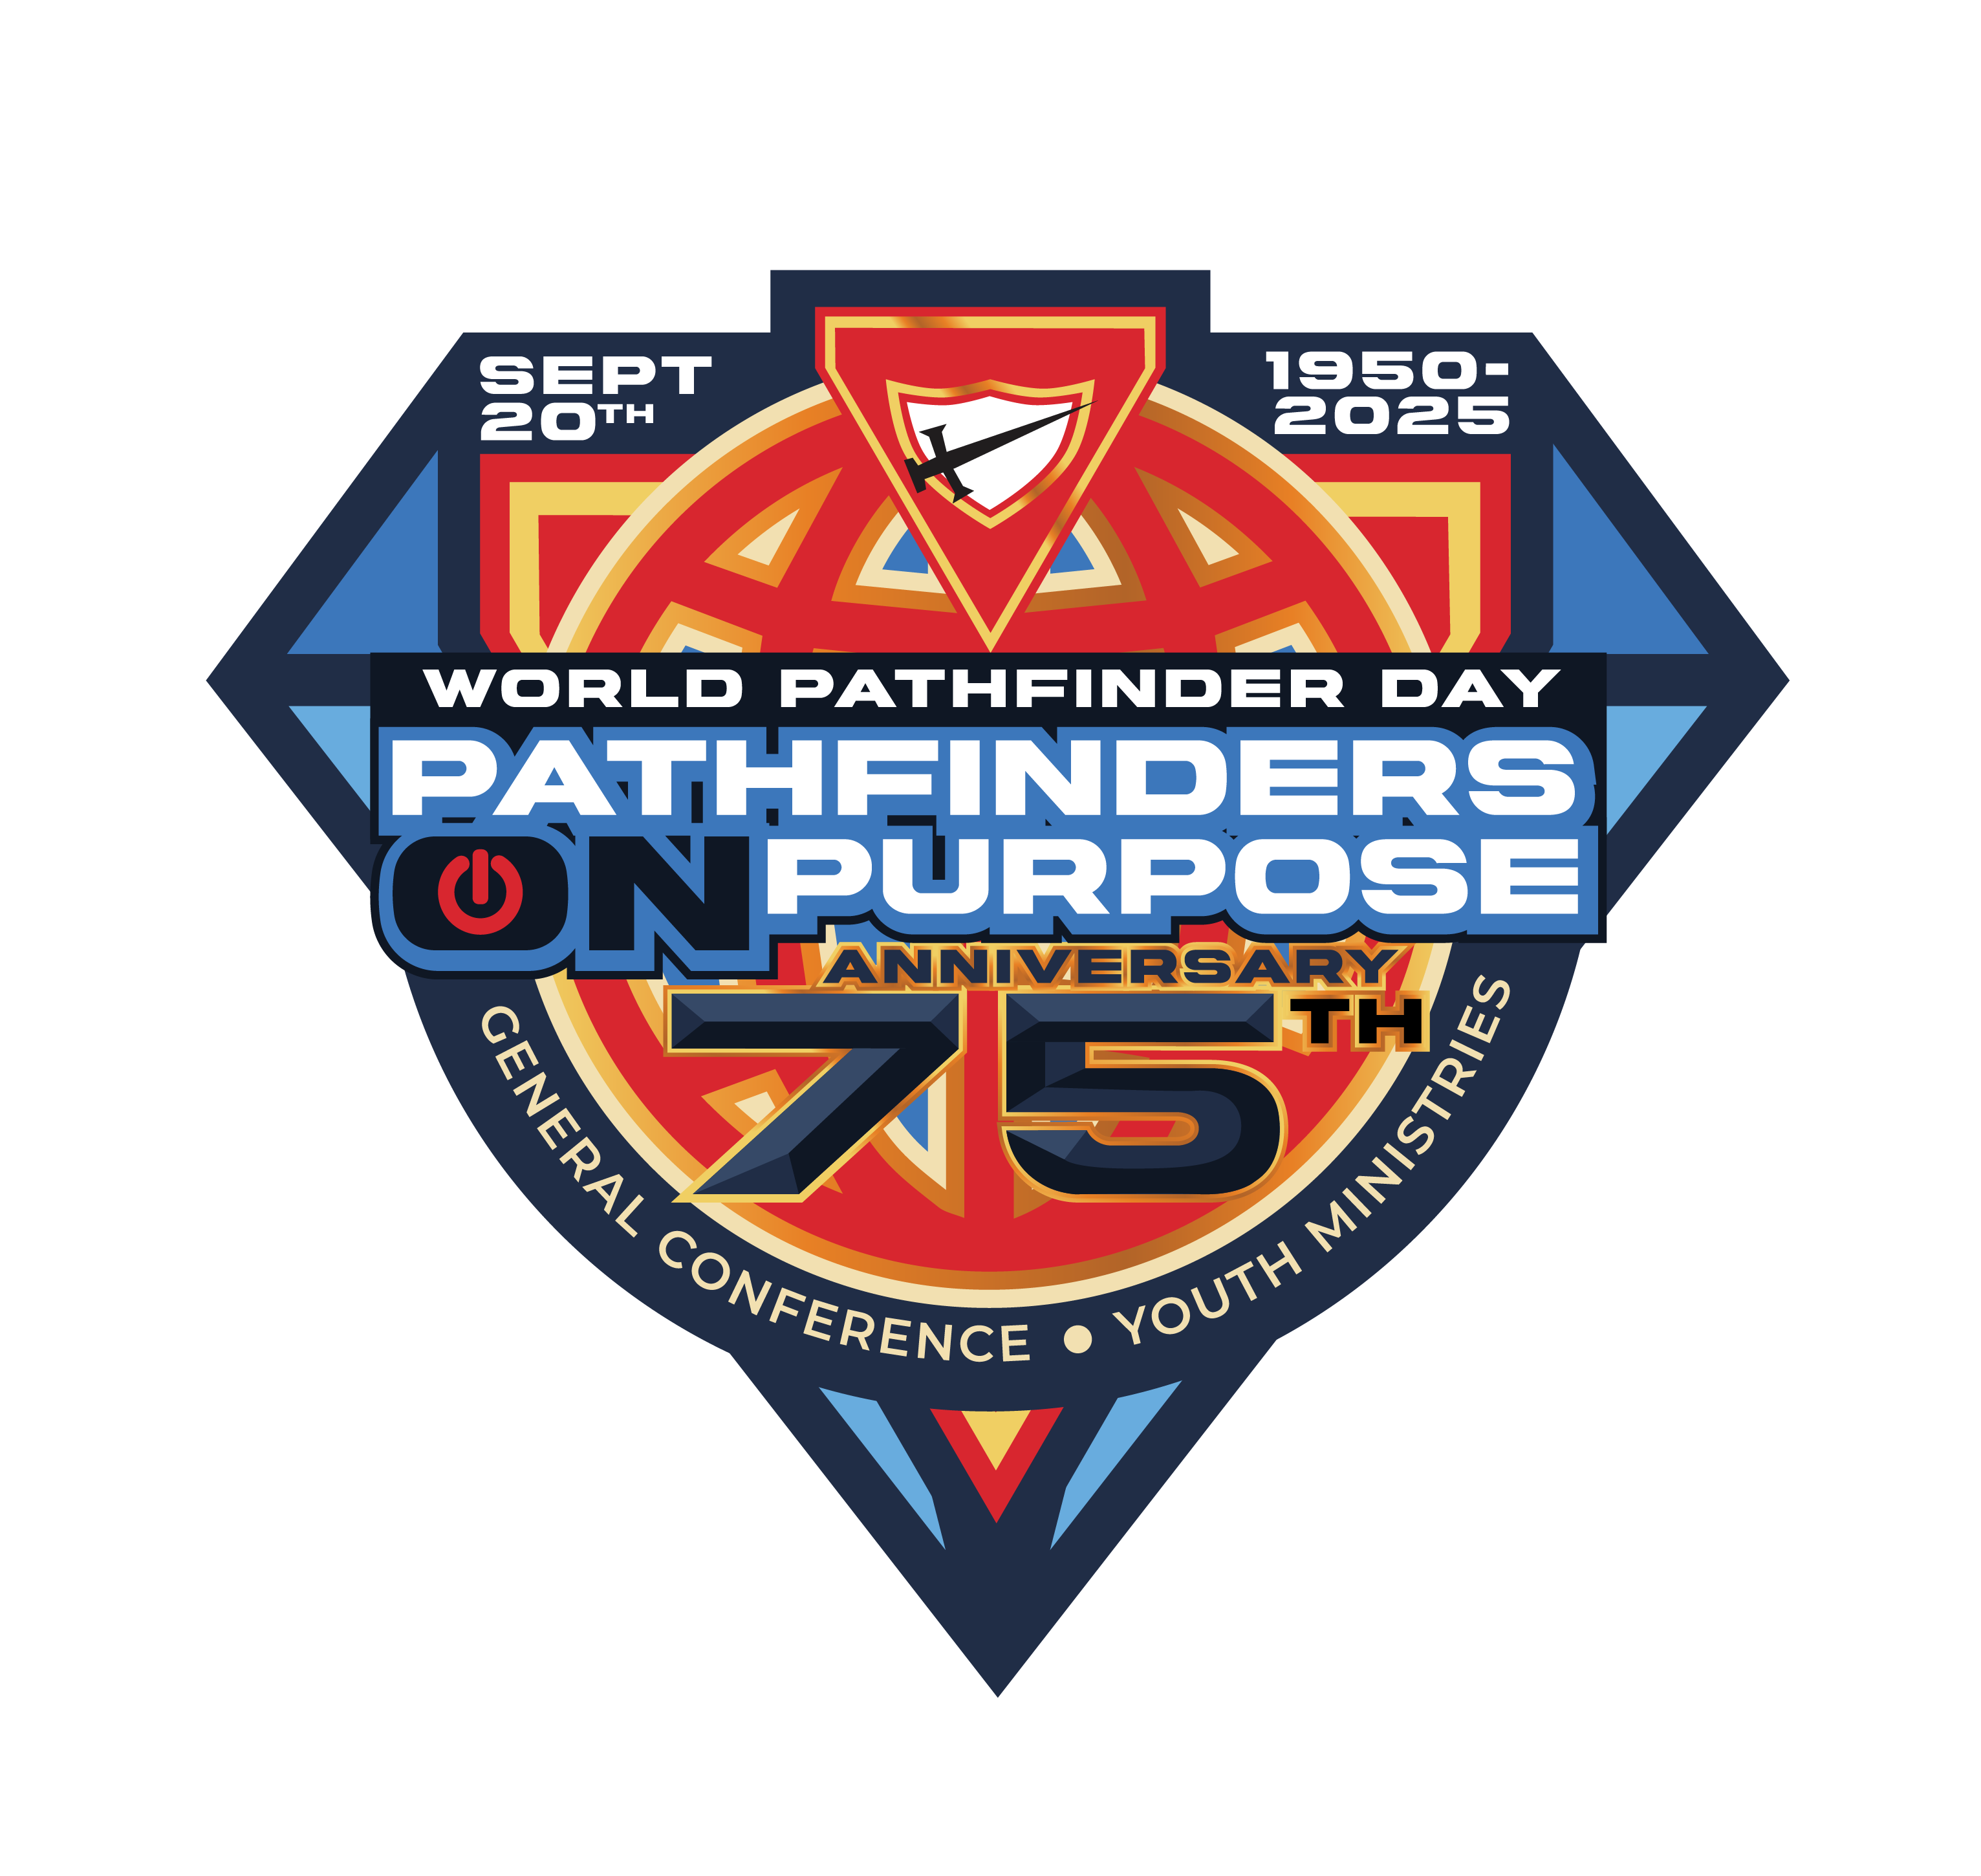 SEPT
20TH
1950-
2025
WORLD PATHFINDER DAY
PATHFINDERS
ON PURPOSE
ANNIVERSARY
75TH
GENERAL CONFERENCE • YOUTH MINISTRIES